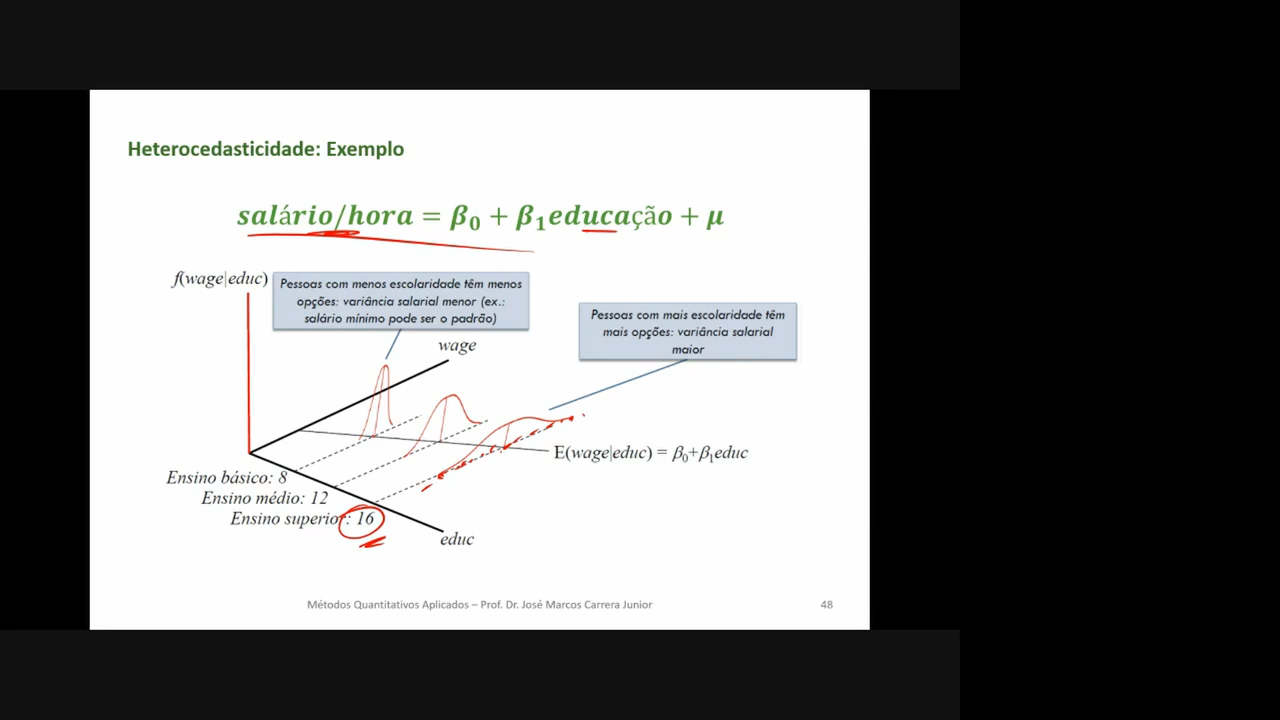 Heterocedasticidade: Exemplo
salário/hora = β₀ + β₁educação + μ
f(wage|educ)
Pessoas com menos escolaridade têm menos
opções: variância salarial menor (ex.:
salário mínimo pode ser o padrão)
Pessoas com mais escolaridade têm
mais opções: variância salarial
maior
wage
E(wage|educ) = β₀+β₁educ
Ensino básico: 8
Ensino médio: 12
Ensino superior: 16
educ
Métodos Quantitativos Aplicados – Prof. Dr. José Marcos Carrera Junior
48